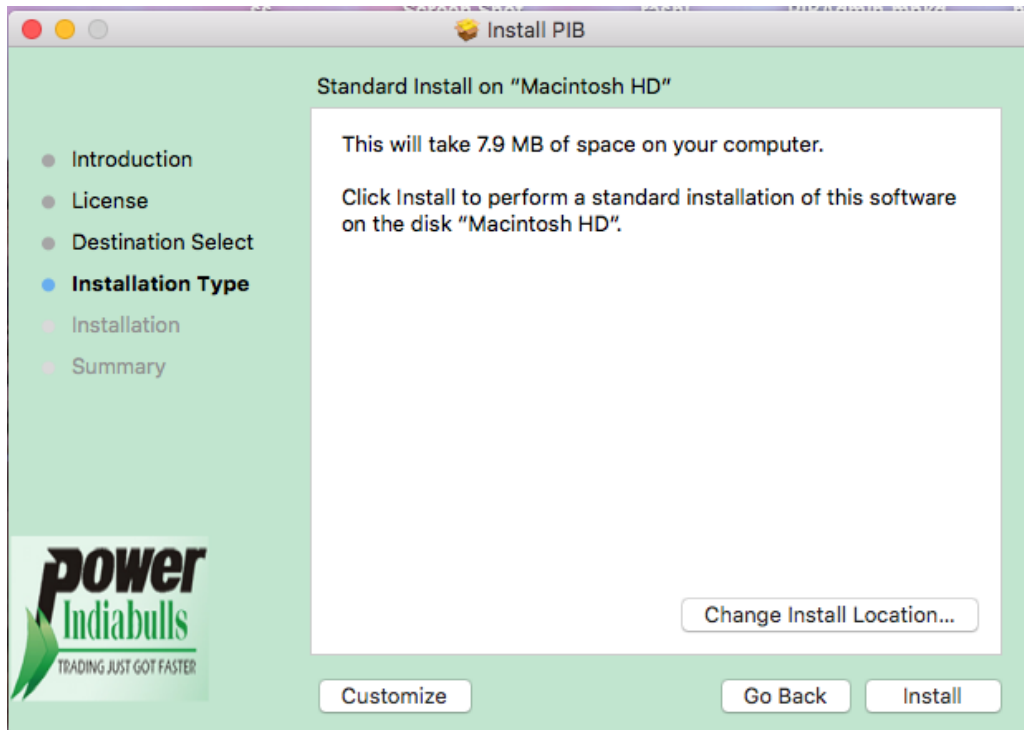 Install PIB
Standard Install on “Macintosh HD”
Introduction
License
Destination Select
Installation Type
Installation
Summary
This will take 7.9 MB of space on your computer.
Click Install to perform a standard installation of this software
on the disk “Macintosh HD”.
Change Install Location...
power
Indiabulls
TRADING JUST GOT FASTER
Customize
Go Back
Install